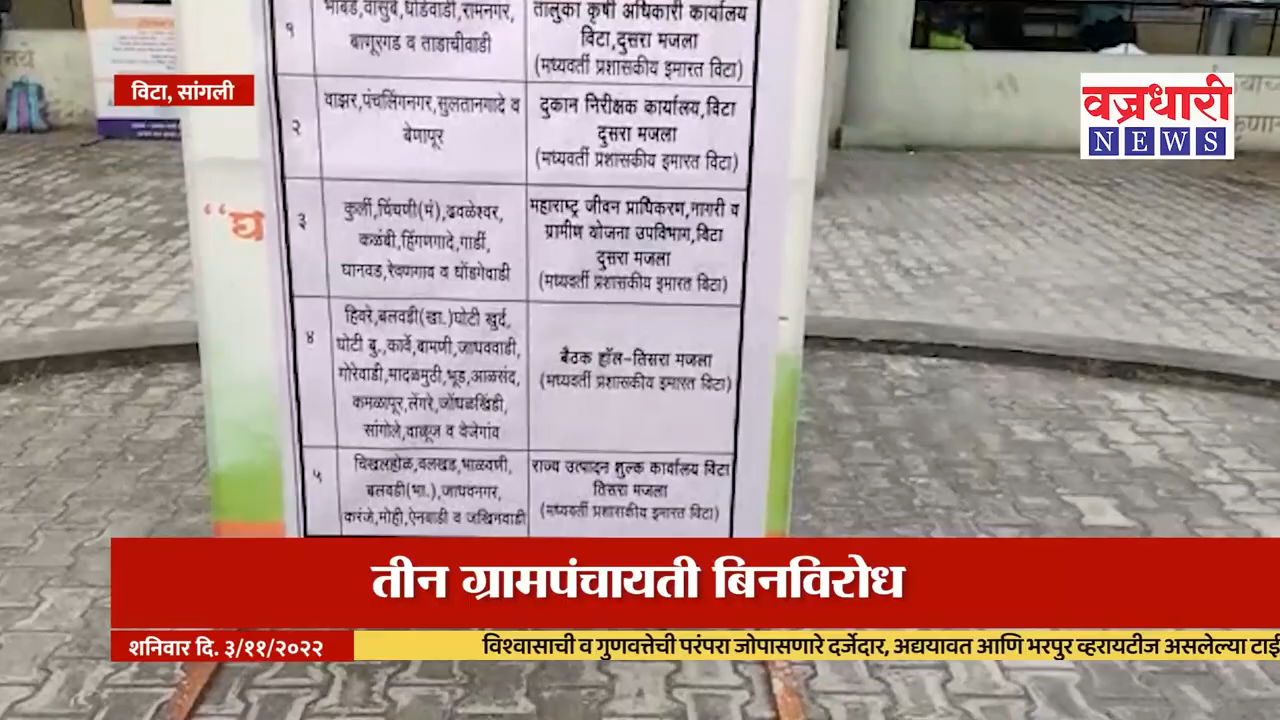 विटा, सांगली
वज्रधारी
NEWS
१
भांबर्डे,वासुंबे,घोर्डेवाडी,रामनगर,
बाणूरगड व ताडाचीवाडी
तालुका कृषी अधिकारी कार्यालय
विटा,दुसरा मजला
(मध्यवर्ती प्रशासकीय इमारत विटा)
२
वाझर,पंचलिंगनगर,सुलतानगादे व
वेणापूर
दुकान निरीक्षक कार्यालय,विटा
दुसरा मजला
(मध्यवर्ती प्रशासकीय इमारत विटा)
३
कुर्ली,चिंचणी(मं),ढवळेश्वर,
कळंबी,हिंगणगादे,गार्डी,
घानवड,रेवणगाव व धोंडगेवाडी
महाराष्ट्र जीवन प्राधिकरण,नागरी व
ग्रामीण योजना उपविभाग,विटा
दुसरा मजला
(मध्यवर्ती प्रशासकीय इमारत विटा)
४
हिवरे,बलवडी(खा.)घोटी खुर्द,
घोटी बु.,कार्वे,बामणी,जाधववाडी,
गोरेवाडी,मादळमुठी,भूड,आळसंद,
कमळापूर,लेंगरे,जोंधळखिंडी,
सांगोले,वाळूज व वेजेगांव
बैठक हॉल-तिसरा मजला
(मध्यवर्ती प्रशासकीय इमारत विटा)
५
चिखलहोळ,बलखड,भाळवणी,
बलवडी(भा.),जाधवनगर,
करंजे,मोही,ऐनवाडी व जखिनवाडी
राज्य उत्पादन शुल्क कार्यालय विटा
तिसरा मजला
(मध्यवर्ती प्रशासकीय इमारत विटा)
“घ
तीन ग्रामपंचायती बिनविरोध
शनिवार दि. ३/११/२०२२
विश्वासाची व गुणवत्तेची परंपरा जोपासणारे दर्जेदार, अद्ययावत आणि भरपुर व्हरायटीज असलेल्या टाई